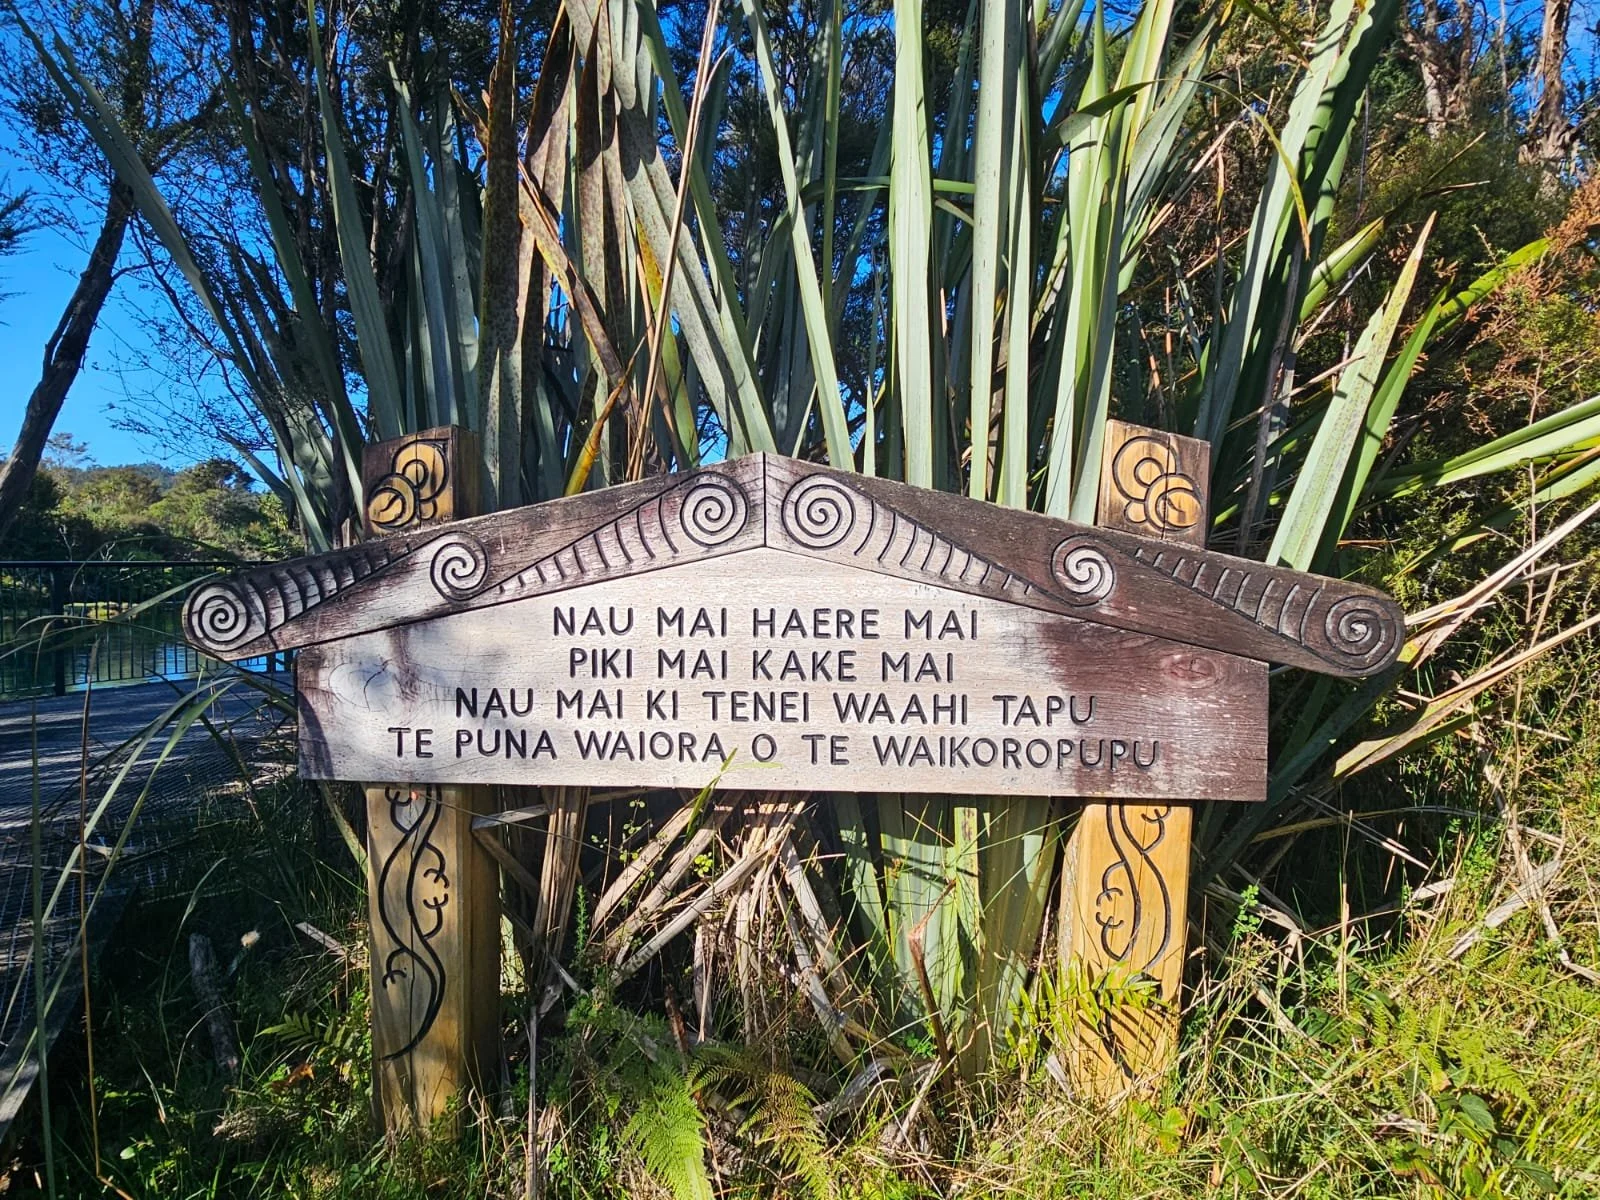 NAU MAI HAERE MAI
PIKI MAI KAKE MAI
NAU MAI KI TENEI WAAHI TAPU
TE PUNA WAIORA O TE WAIKOROPUPU